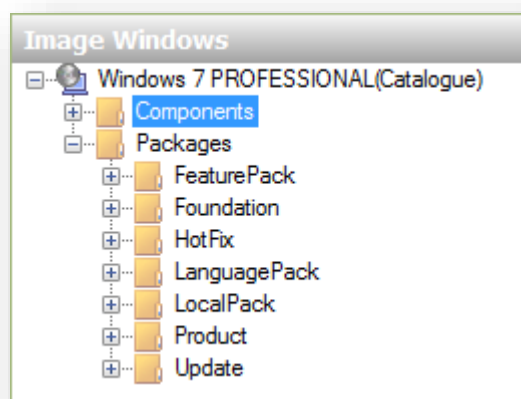 Image Windows
Windows 7 PROFESSIONAL(Catalogue)
Components
Packages
FeaturePack
Foundation
HotFix
LanguagePack
LocalPack
Product
Update